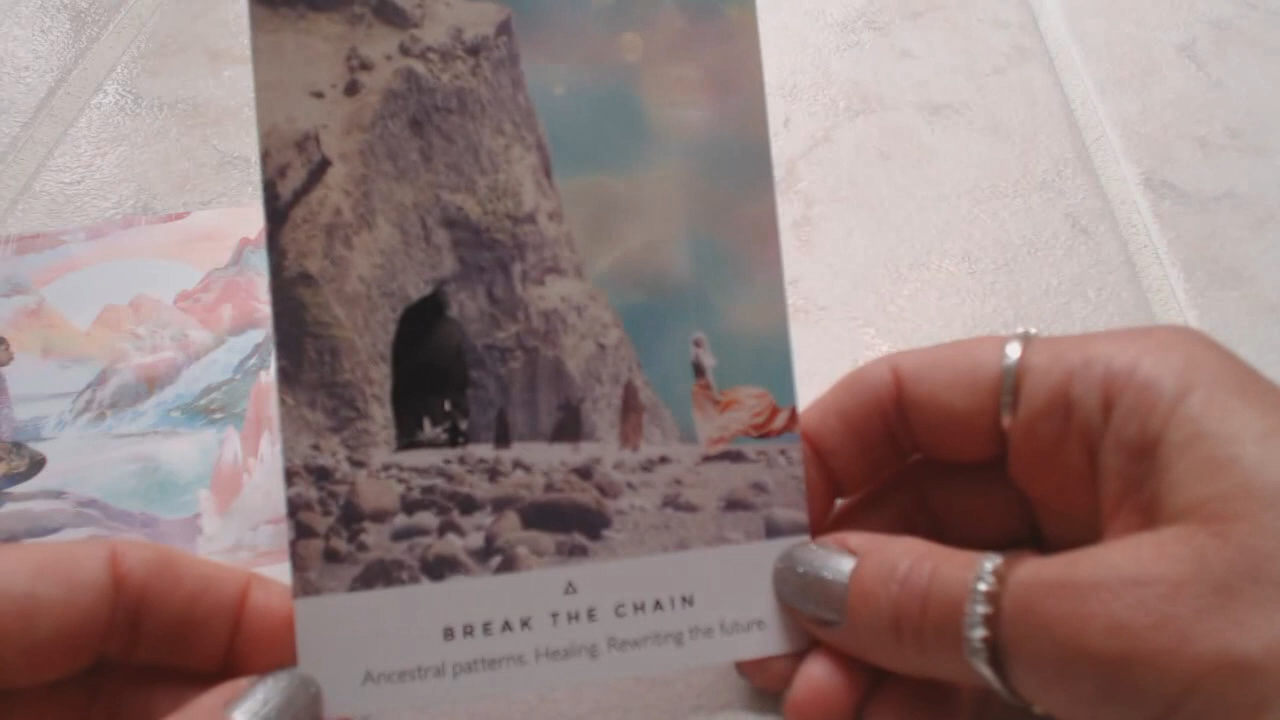 BREAK THE CHAIN
Ancestral patterns. Healing. Rewriting the future.